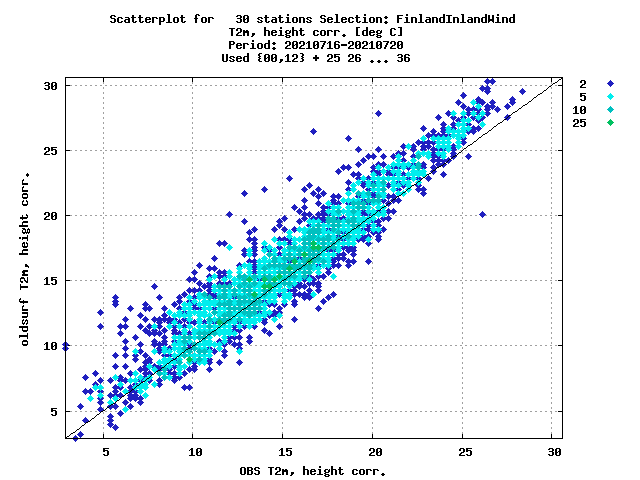 Scatterplot for   30 stations Selection: FinlandInlandWind
T2m, height corr. [deg C]
Period: 20210716-20210720
Used {00,12} + 25 26 ... 36
2
5
10
25
oldsurf T2m, height corr.
30
25
20
15
10
5
5 10 15 20 25 30
OBS T2m, height corr.